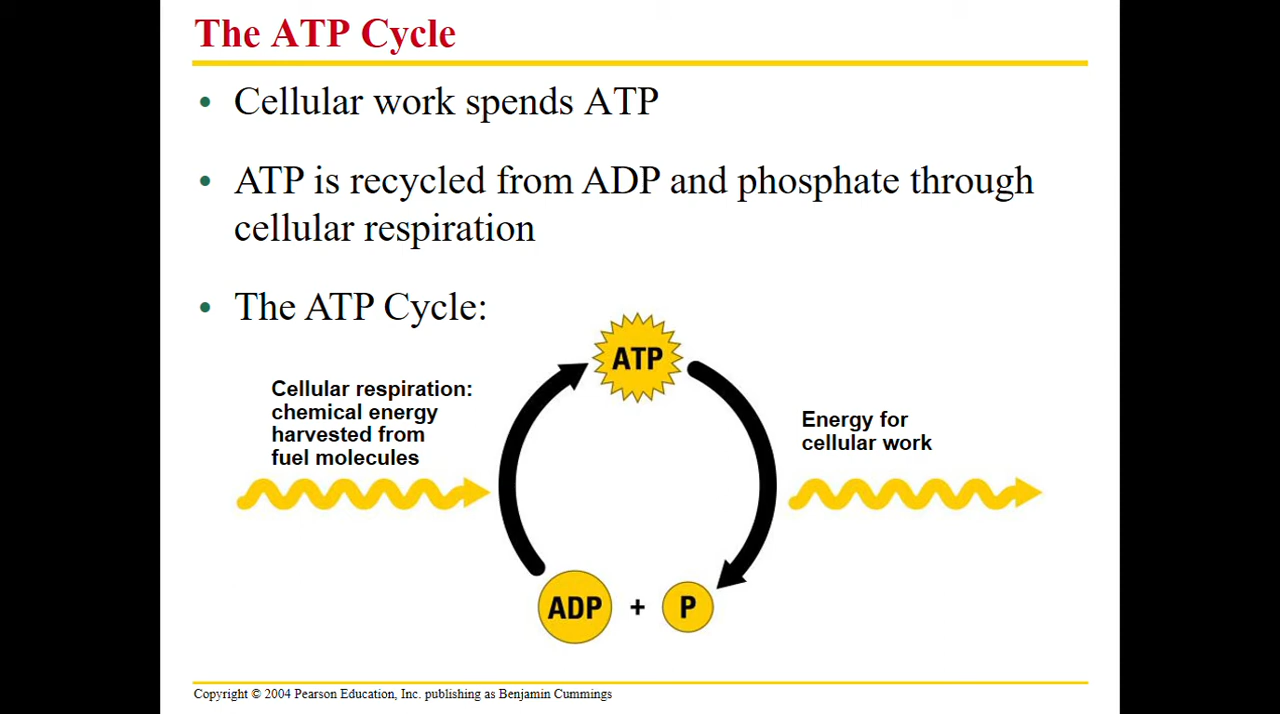 The ATP Cycle
• Cellular work spends ATP
• ATP is recycled from ADP and phosphate through
cellular respiration
• The ATP Cycle:
ATP
Cellular respiration:
chemical energy
harvested from
fuel molecules
Energy for
cellular work
ADP + P
Copyright © 2004 Pearson Education, Inc. publishing as Benjamin Cummings